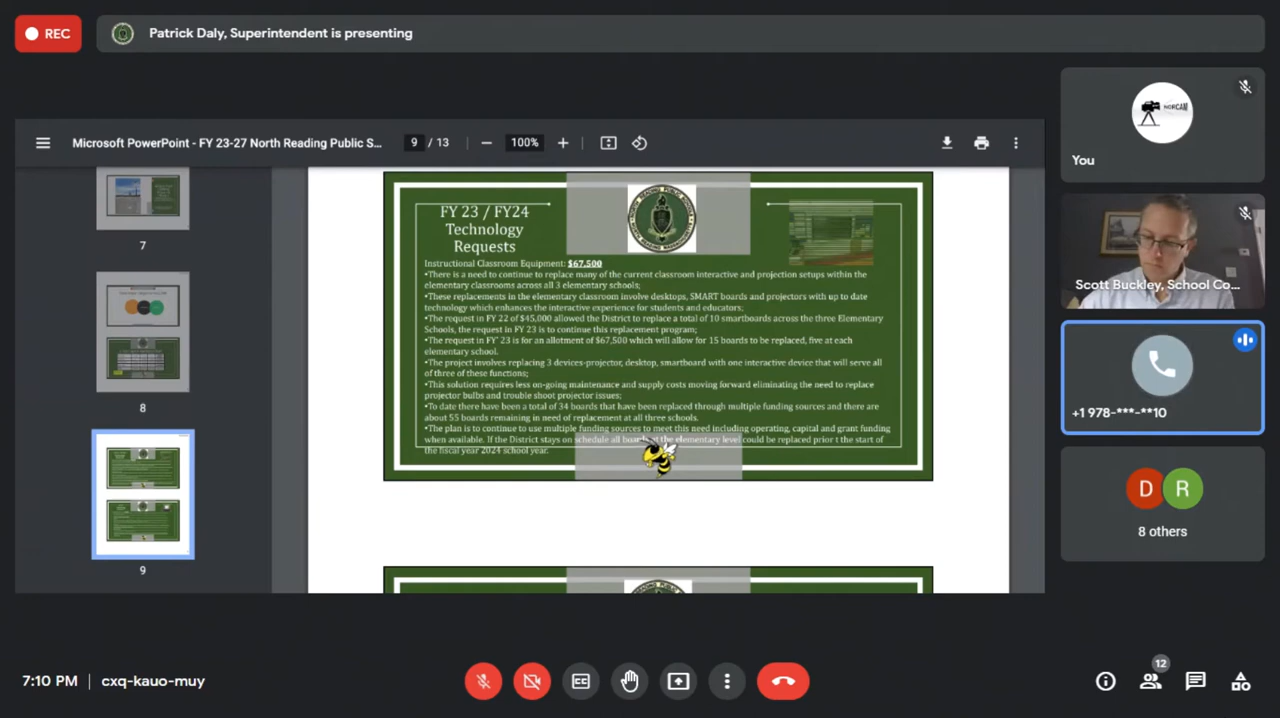 REC
Patrick Daly, Superintendent is presenting
Microsoft PowerPoint - FY 23-27 North Reading Public S...
9 / 13
100%
7
8
9
FY 23 / FY24
Technology
Requests
Instructional Classroom Equipment: $67,500
•There is a need to continue to replace many of the current classroom interactive and projection setups within the
elementary classrooms across all 3 elementary schools;
•These replacements in the elementary classroom involve desktops, SMART boards and projectors with up to date
technology which enhances the interactive experience for students and educators;
•The request in FY 22 of $45,000 allowed the District to replace a total of 10 smartboards across the three Elementary
Schools, the request in FY 23 is to continue this replacement program;
•The request in FY' 23 is for an allotment of $67,500 which will allow for 15 boards to be replaced, five at each
elementary school.
•The project involves replacing 3 devices-projector, desktop, smartboard with one interactive device that will serve all
of three of these functions;
•This solution requires less on-going maintenance and supply costs moving forward eliminating the need to replace
projector bulbs and trouble shoot projector issues;
•To date there have been a total of 34 boards that have been replaced through multiple funding sources and there are
about 55 boards remaining in need of replacement at all three schools.
•The plan is to continue to use multiple funding sources to meet this need including operating, capital and grant funding
when available. If the District stays on schedule all boards at the elementary level could be replaced prior t the start of
the fiscal year 2024 school year.
NORCAM
You
Scott Buckley, School Co...
+1 978-***-**10
D
R
8 others
7:10 PM | cxq-kauo-muy
CC
12